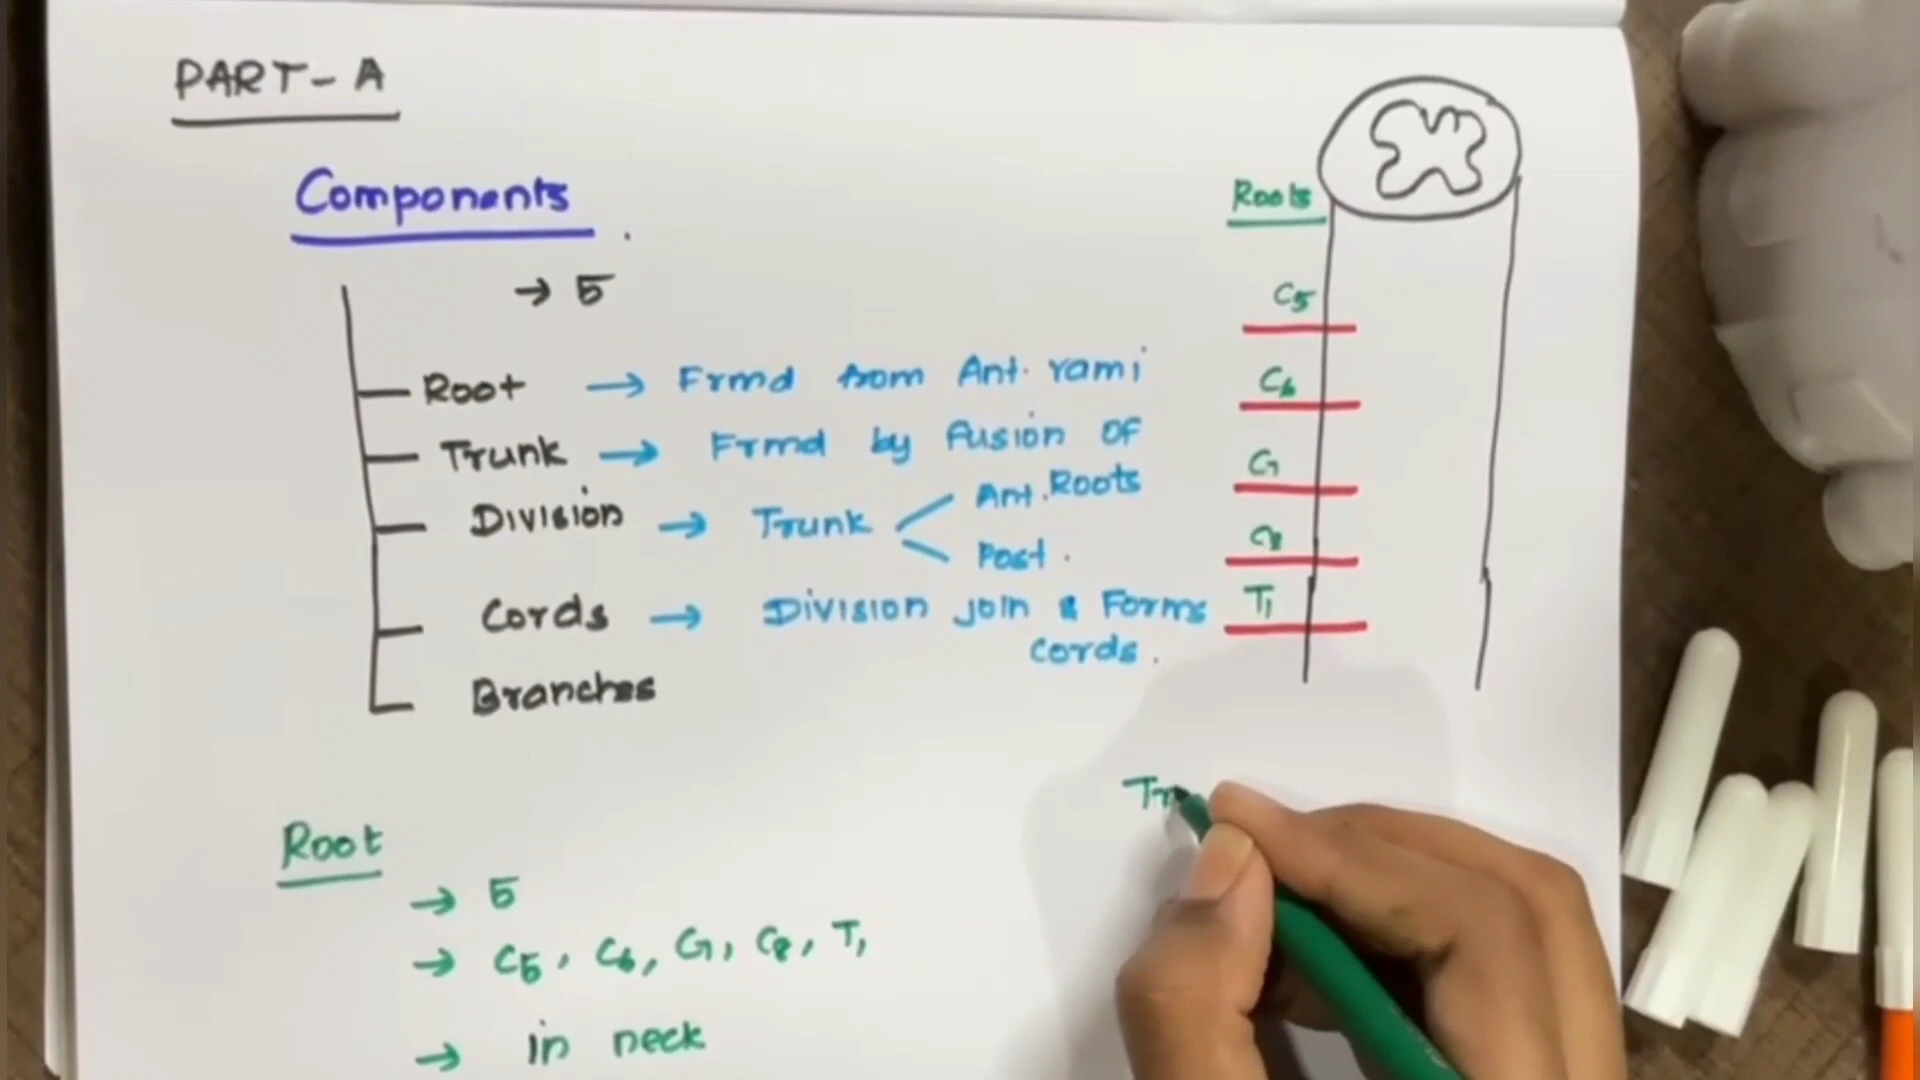 PART-A
Components
→ 5
Root → Frmd from Ant. rami
Trunk → Frmd by fusion of Roots
Division → Trunk < Ant. Post.
Cords → Division join & Forms cords.
Branches
Roots
C5
C6
C7
C8
T1
Root
→ 5
→ C5, C6, C7, C8, T1
→ in neck
Tr